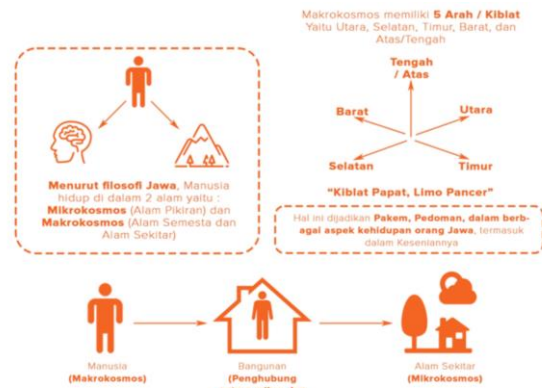 Makrokosmos memiliki 5 Arah / Kiblat
Yaitu Utara, Selatan, Timur, Barat, dan
Atas/Tengah
Tengah
/ Atas
Barat
Utara
Selatan
Timur
"Kiblat Papat, Limo Pancer"
Hal ini dijadikan Pakem, Pedoman, dalam berb-
agai aspek kehidupan orang Jawa, termasuk
dalam Keseniannya
Menurut filosofi Jawa, Manusia
hidup di dalam 2 alam yaitu :
Mikrokosmos (Alam Pikiran) dan
Makrokosmos (Alam Semesta dan
Alam Sekitar)
Manusia
(Makrokosmos)
Bangunan
(Penghubung
Alam Sekitar
(Mikrokosmos)